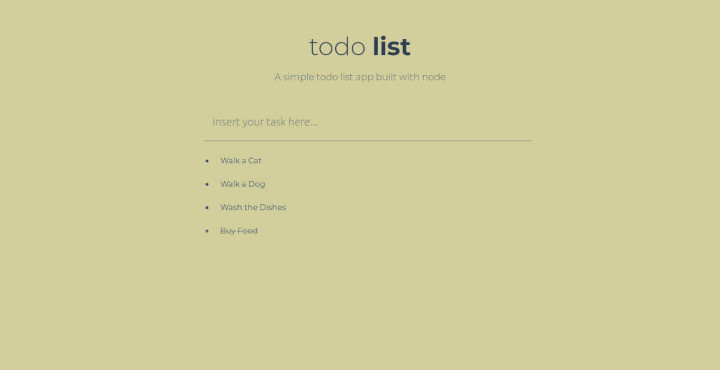 todo list
A simple todo list app built with node
Insert your task here...
Walk a Cat
Walk a Dog
Wash the Dishes
Buy Food